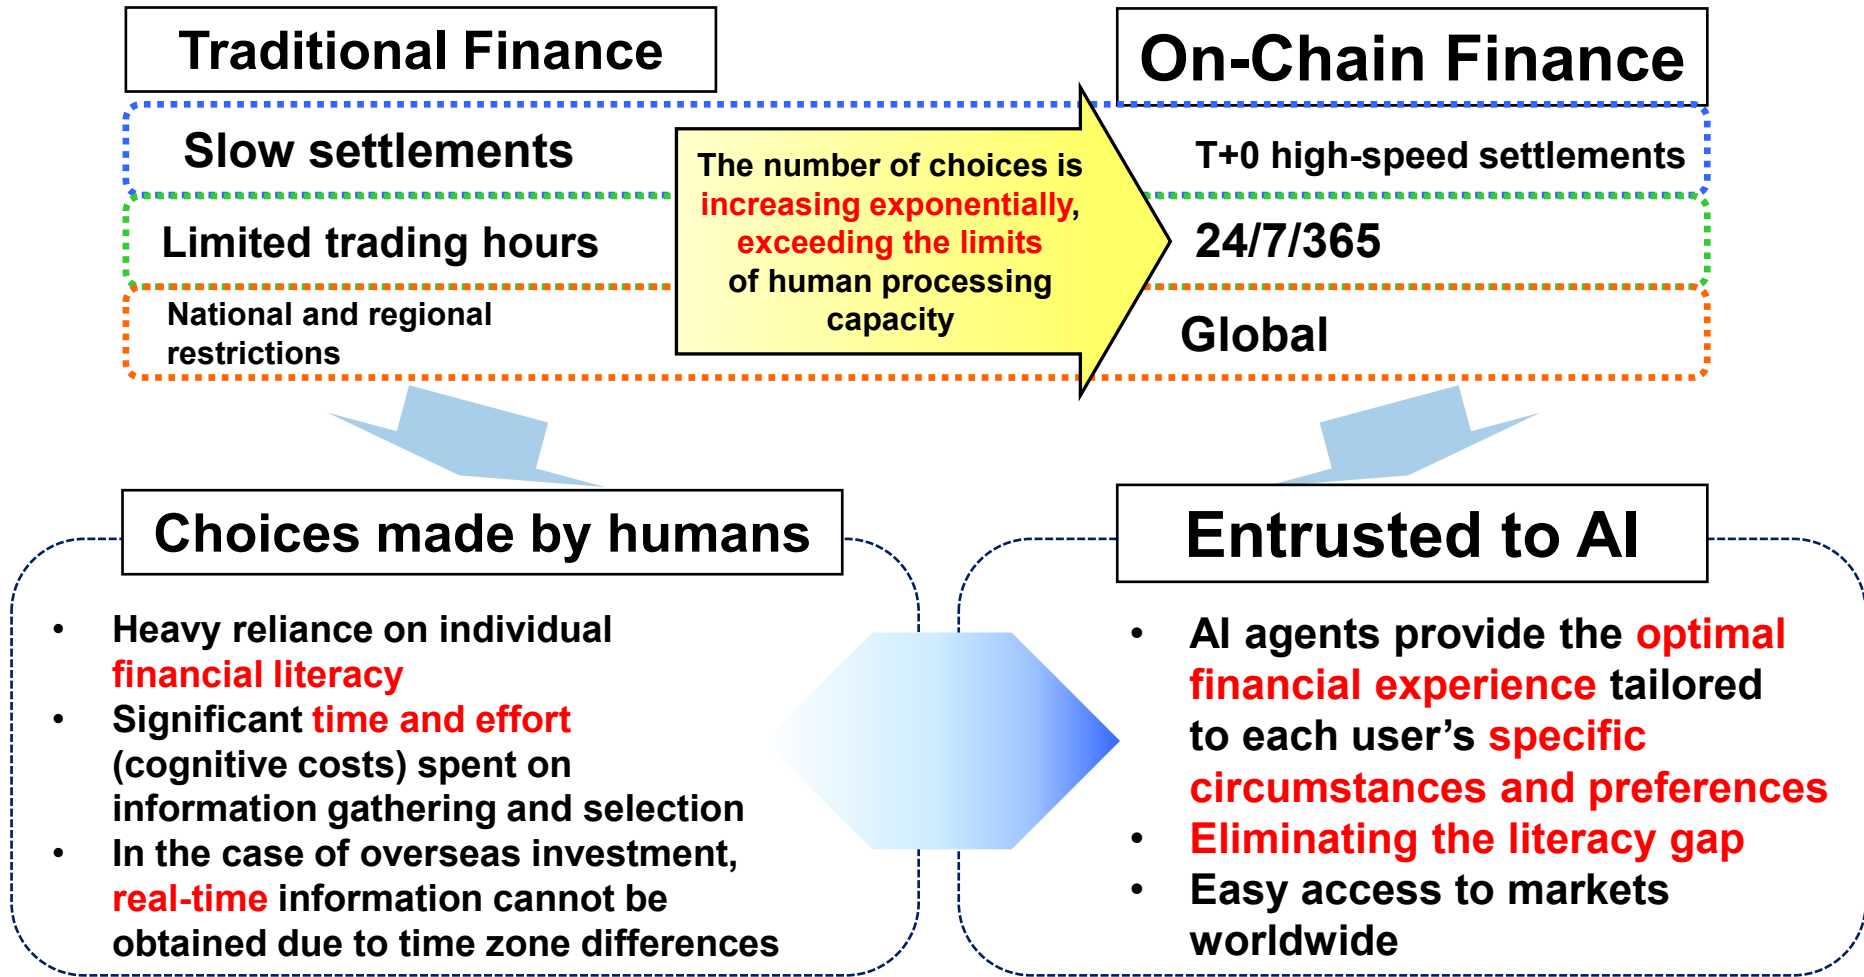 Traditional Finance
On-Chain Finance
Slow settlements
Limited trading hours
National and regional
restrictions
The number of choices is
increasing exponentially,
exceeding the limits
of human processing
capacity
T+0 high-speed settlements
24/7/365
Global
Choices made by humans
• Heavy reliance on individual
financial literacy
• Significant time and effort
(cognitive costs) spent on
information gathering and selection
• In the case of overseas investment,
real-time information cannot be
obtained due to time zone differences
Entrusted to AI
• AI agents provide the optimal
financial experience tailored
to each user’s specific
circumstances and preferences
• Eliminating the literacy gap
• Easy access to markets
worldwide